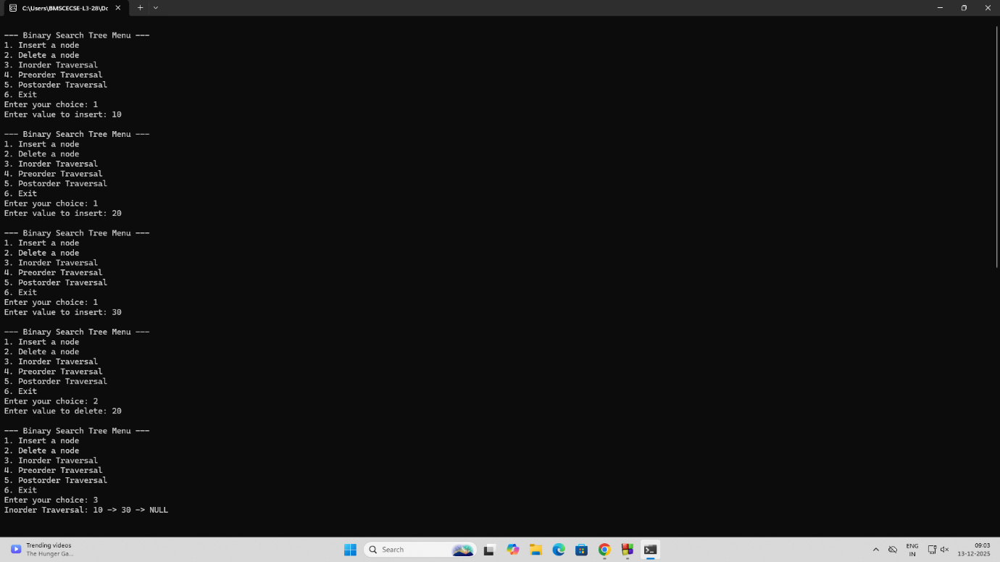 C:\Users\BMSCECSE-L3-28\Dc
--- Binary Search Tree Menu ---
1. Insert a node
2. Delete a node
3. Inorder Traversal
4. Preorder Traversal
5. Postorder Traversal
6. Exit
Enter your choice: 1
Enter value to insert: 10
--- Binary Search Tree Menu ---
1. Insert a node
2. Delete a node
3. Inorder Traversal
4. Preorder Traversal
5. Postorder Traversal
6. Exit
Enter your choice: 1
Enter value to insert: 20
--- Binary Search Tree Menu ---
1. Insert a node
2. Delete a node
3. Inorder Traversal
4. Preorder Traversal
5. Postorder Traversal
6. Exit
Enter your choice: 1
Enter value to insert: 30
--- Binary Search Tree Menu ---
1. Insert a node
2. Delete a node
3. Inorder Traversal
4. Preorder Traversal
5. Postorder Traversal
6. Exit
Enter your choice: 2
Enter value to delete: 20
--- Binary Search Tree Menu ---
1. Insert a node
2. Delete a node
3. Inorder Traversal
4. Preorder Traversal
5. Postorder Traversal
6. Exit
Enter your choice: 3
Inorder Traversal: 10 -> 30 -> NULL
Trending videos
The Hunger Ga...
Search
ENG
IN
09:03
13-12-2025